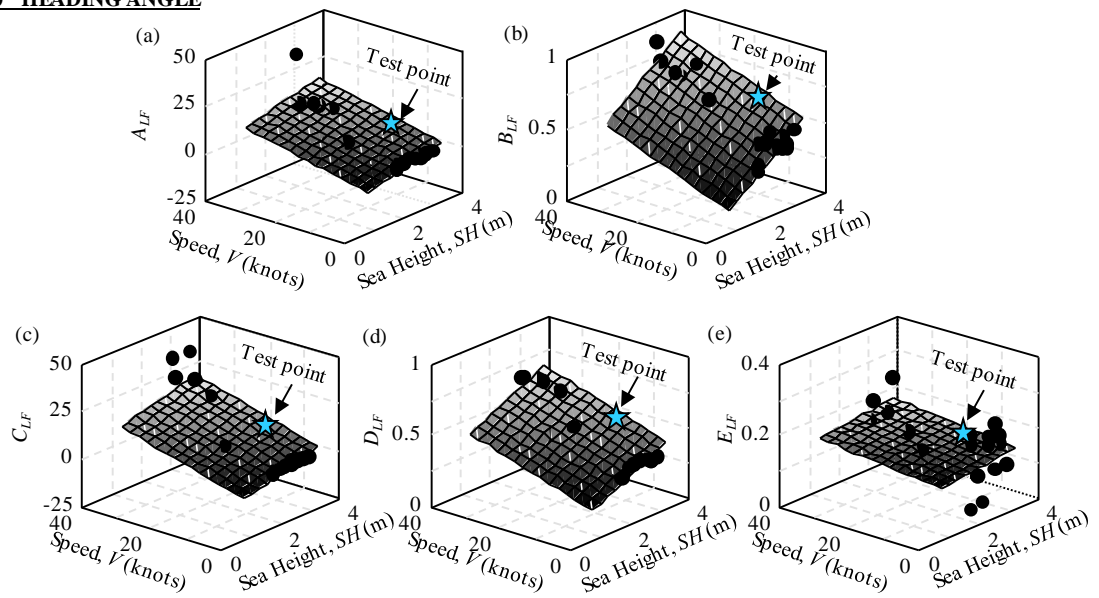 HEADING ANGLE
(a)
50
25
0
-25
A_LF
Test point
40
20
0
Speed, V (knots)
0
2
4
Sea Height, SH (m)
(b)
1
0.5
0
B_LF
Test point
40
20
0
Speed, V (knots)
0
2
4
Sea Height, SH (m)
(c)
50
25
0
-25
C_LF
Test point
40
20
0
Speed, V (knots)
0
2
4
Sea Height, SH (m)
(d)
1
0.5
0
D_LF
Test point
40
20
0
Speed, V (knots)
0
2
4
Sea Height, SH (m)
(e)
0.4
0.2
0
E_LF
Test point
40
20
0
Speed, V (knots)
0
2
4
Sea Height, SH (m)